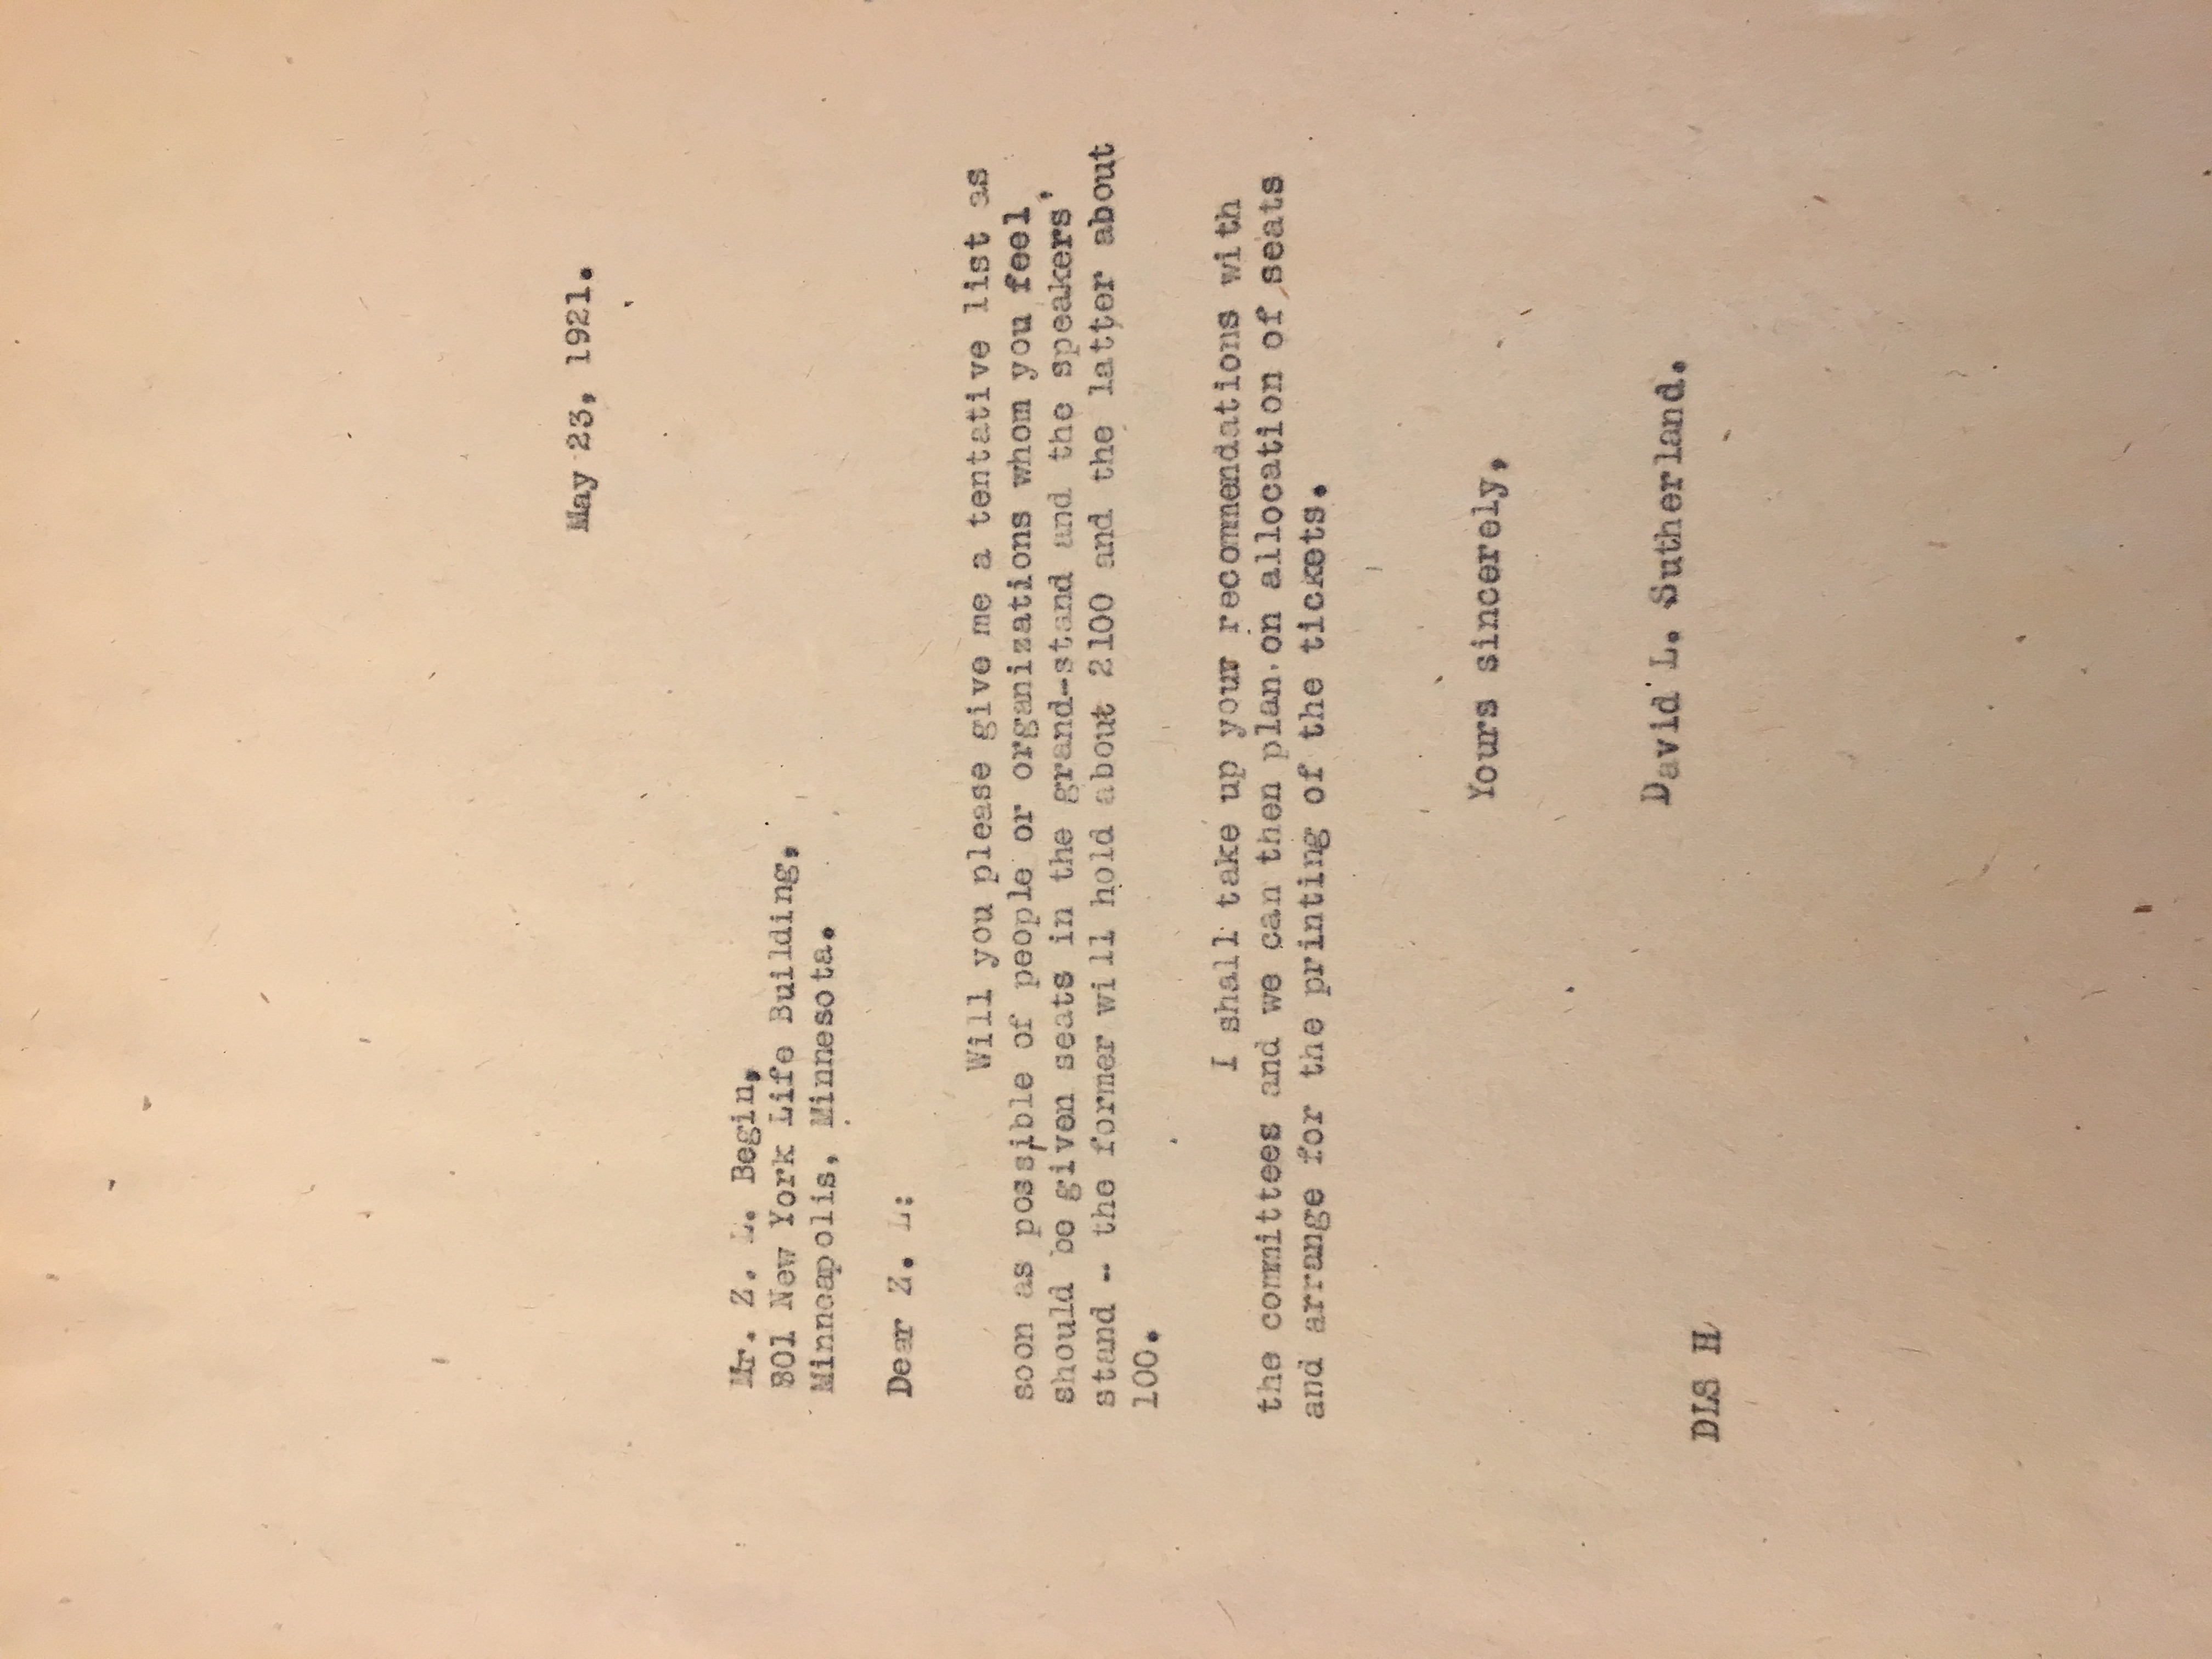 May 23, 1921.
Mr. Z. L. Begin,
801 New York Life Building,
Minneapolis, Minnesota.
Dear Z. L:
Will you please give me a tentative list as
soon as possible of people or organizations whom you feel
should be given seats in the grand-stand and the speakers'
stand - the former will hold about 2100 and the latter about
100.
I shall take up your recommendations with
the committees and we can then plan on allocation of seats
and arrange for the printing of the tickets.
Yours sincerely,
David L. Sutherland.
DLS H